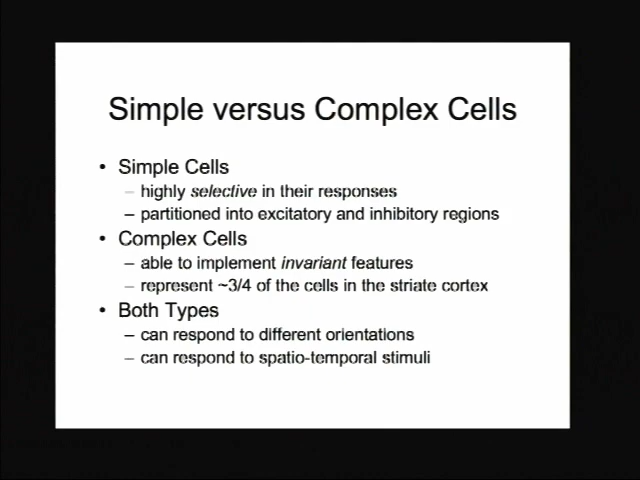 Simple versus Complex Cells
• Simple Cells
– highly selective in their responses
– partitioned into excitatory and inhibitory regions
• Complex Cells
– able to implement invariant features
– represent ~3/4 of the cells in the striate cortex
• Both Types
– can respond to different orientations
– can respond to spatio-temporal stimuli